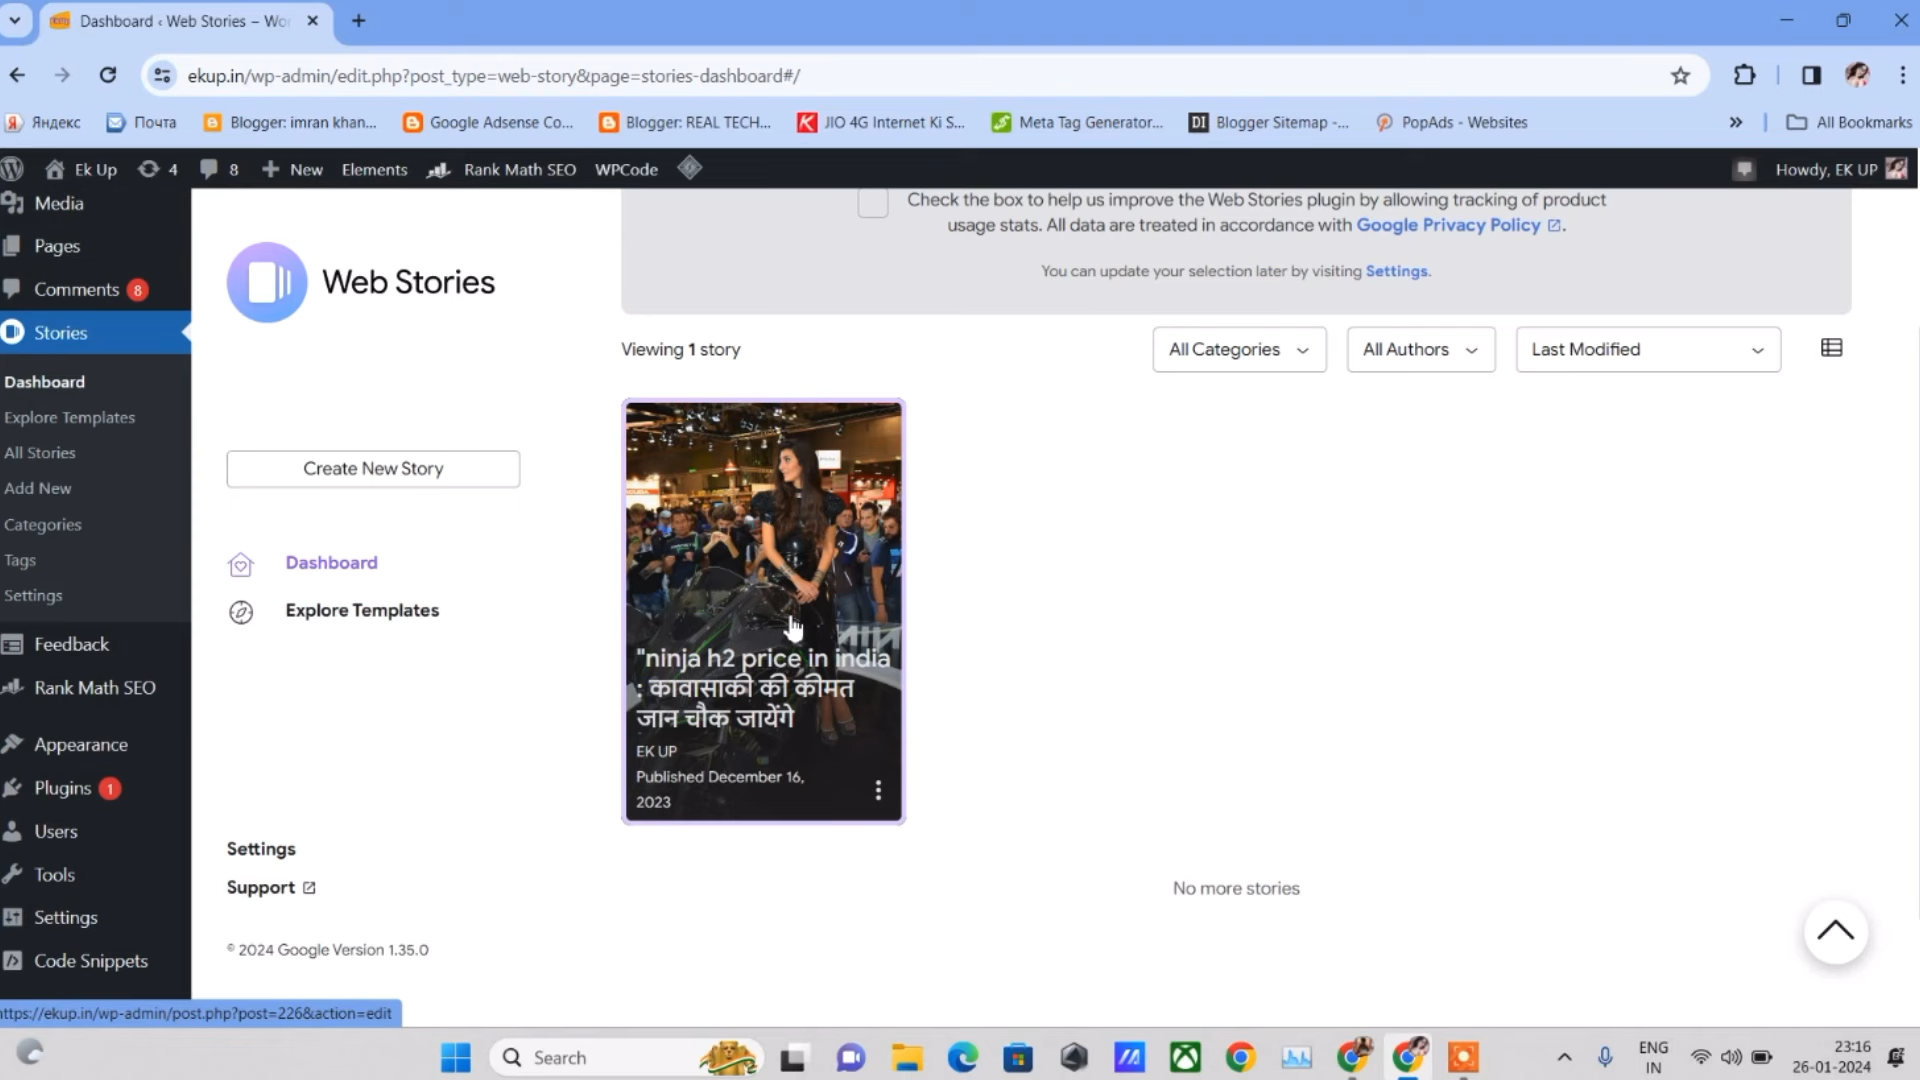 Dashboard ‹ Web Stories – Wor
ekup.in/wp-admin/edit.php?post_type=web-story&page=stories-dashboard#/
Яндекс
Почта
Blogger: imran khan...
Google Adsense Co...
Blogger: REAL TECH...
JIO 4G Internet Ki S...
Meta Tag Generator...
DI
Blogger Sitemap -...
PopAds - Websites
»
All Bookmarks
Ek Up
4
8
New
Elements
Rank Math SEO
WPCode
Howdy, EK UP
Media
Pages
Comments 8
Stories
Dashboard
Explore Templates
All Stories
Add New
Categories
Tags
Settings
Feedback
Rank Math SEO
Appearance
Plugins 1
Users
Tools
Settings
Code Snippets
Web Stories
Create New Story
Dashboard
Explore Templates
Settings
Support
© 2024 Google Version 1.35.0
Check the box to help us improve the Web Stories plugin by allowing tracking of product
usage stats. All data are treated in accordance with Google Privacy Policy.
You can update your selection later by visiting Settings.
Viewing 1 story
All Categories
All Authors
Last Modified
"ninja h2 price in india
: कावासाकी की कीमत
जान चौक जायेंगे
EK UP
Published December 16,
2023
No more stories
https://ekup.in/wp-admin/post.php?post=226&action=edit
Search
ENG
IN
23:16
26-01-2024